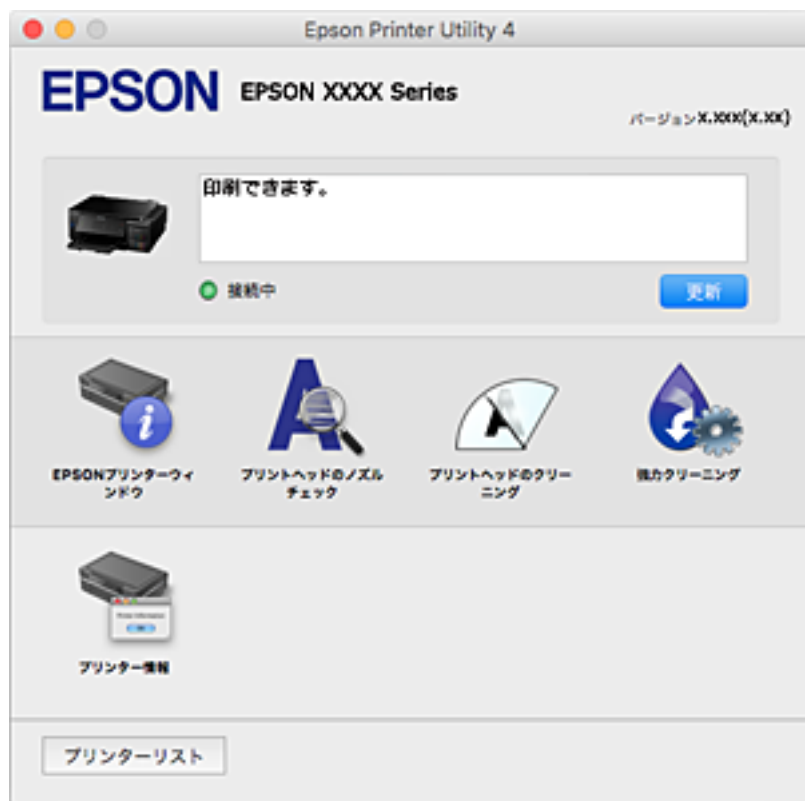 Epson Printer Utility 4
EPSON EPSON XXXX Series
バージョンX.XXX(X.XX)
印刷できます。
接続中
更新
EPSONプリンターウィ
ンドウ
プリントヘッドのノズル
チェック
プリントヘッドのクリー
ニング
強力クリーニング
プリンター情報
プリンターリスト